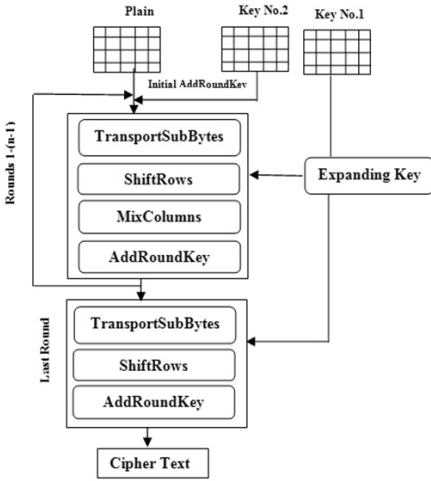 Plain
Key No.2
Key No.1
Initial AddRoundKey
Rounds 1-(n-1)
TransportSubBytes
ShiftRows
MixColumns
AddRoundKey
Expanding Key
Last Round
TransportSubBytes
ShiftRows
AddRoundKey
Cipher Text